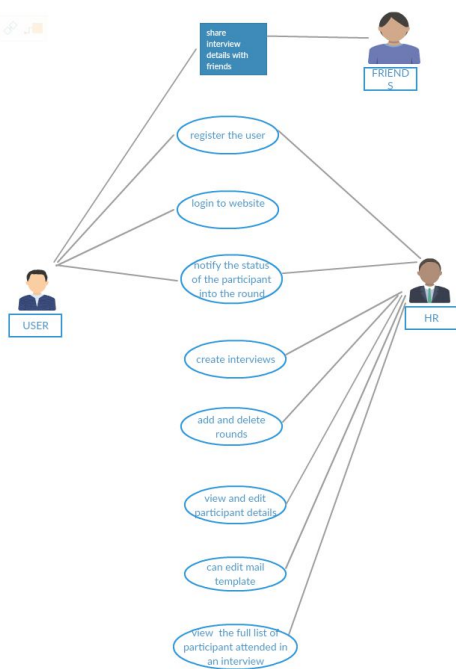 share
interview
details with
friends
FRIEND
S
register the user
login to website
notify the status
of the participant
into the round
USER
HR
create interviews
add and delete
rounds
view and edit
participant details
can edit mail
template
view the full list of
participant attended in
an interview